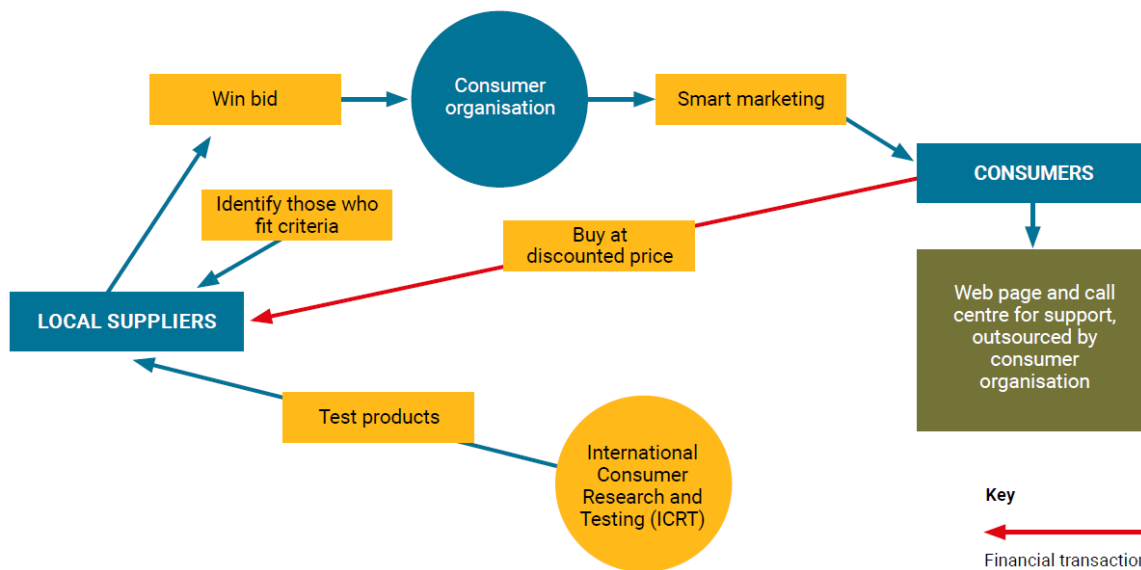 Win bid
Consumer
organisation
Smart marketing
CONSUMERS
Identify those who
fit criteria
Buy at
discounted price
LOCAL SUPPLIERS
Web page and call
centre for support,
outsourced by
consumer
organisation
Test products
International
Consumer
Research and
Testing (ICRT)
Key
Financial transaction